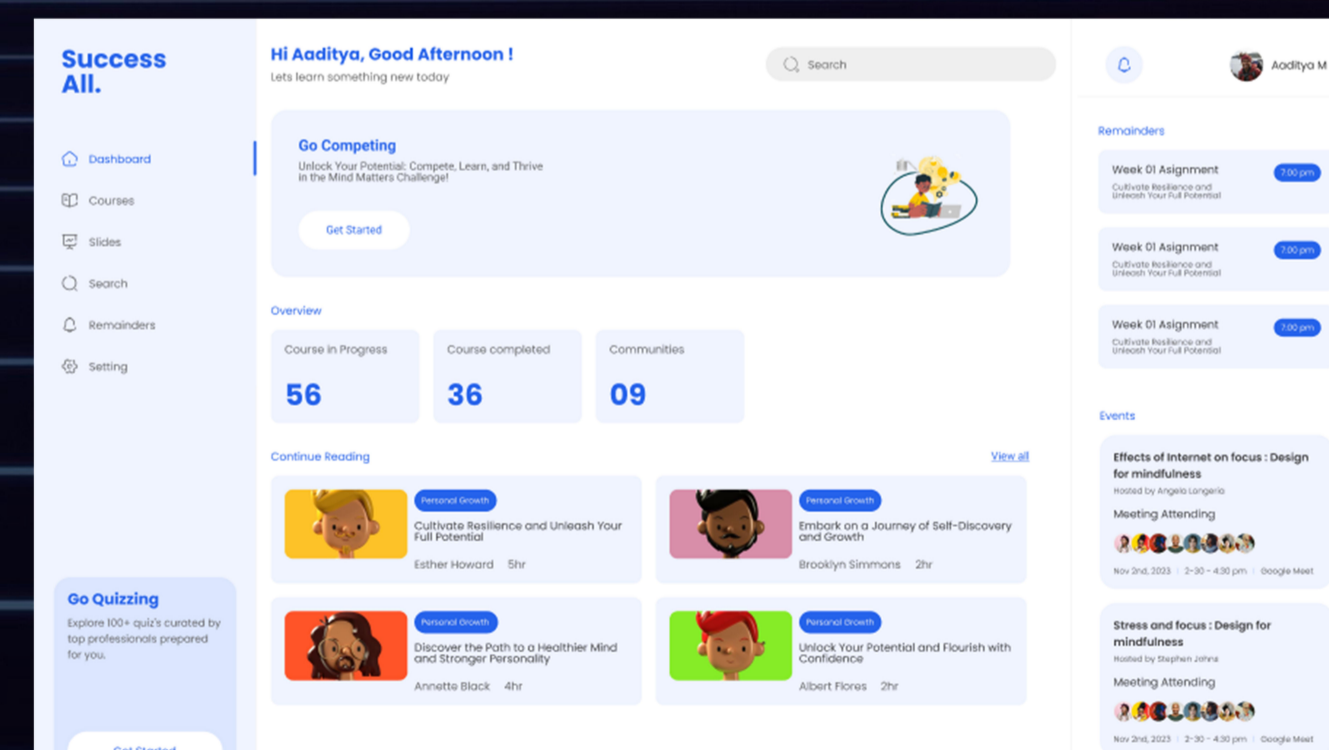 Success
All.
Dashboard
Courses
Slides
Search
Remainders
Setting
Go Quizzing
Explore 100+ quiz's curated by
top professionals prepared
for you.
Get Started
Hi Aaditya, Good Afternoon !
Lets learn something new today
Search
Go Competing
Unlock Your Potential: Compete, Learn, and Thrive
in the Mind Matters Challenge!
Get Started
Overview
Course in Progress
56
Course completed
36
Communities
09
Continue Reading
View all
Personal Growth
Cultivate Resilience and Unleash Your
Full Potential
Esther Howard 5hr
Personal Growth
Embark on a Journey of Self-Discovery
and Growth
Brooklyn Simmons 2hr
Personal Growth
Discover the Path to a Healthier Mind
and Stronger Personality
Annette Black 4hr
Personal Growth
Unlock Your Potential and Flourish with
Confidence
Albert Flores 2hr
Aaditya M
Remainders
Week 01 Asignment
7:00 pm
Cultivate Resilience and
Unleash Your Full Potential
Week 01 Asignment
7:00 pm
Cultivate Resilience and
Unleash Your Full Potential
Week 01 Asignment
7:00 pm
Cultivate Resilience and
Unleash Your Full Potential
Events
Effects of Internet on focus : Design
for mindfulness
Hosted by Angela Langeria
Meeting Attending
Nov 2nd, 2023 | 2-30 - 4:30 pm | Google Meet
Stress and focus : Design for
mindfulness
Hosted by Stephen Johns
Meeting Attending
Nov 2nd, 2023 | 2-30 - 4:30 pm | Google Meet